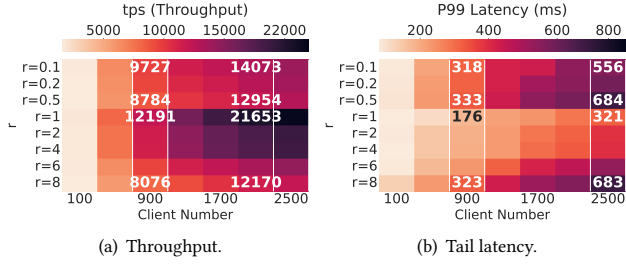 tps (Throughput)
5000 10000 15000 22000
r
r=0.1 9727 14073
r=0.2
r=0.5 8784 12954
r=1 12191 21653
r=2
r=4
r=6
r=8 8076 12170
100 900 1700 2500
Client Number
(a) Throughput.
P99 Latency (ms)
200 400 600 800
r
r=0.1 318 556
r=0.2
r=0.5 333 684
r=1 176 321
r=2
r=4
r=6
r=8 323 683
100 900 1700 2500
Client Number
(b) Tail latency.